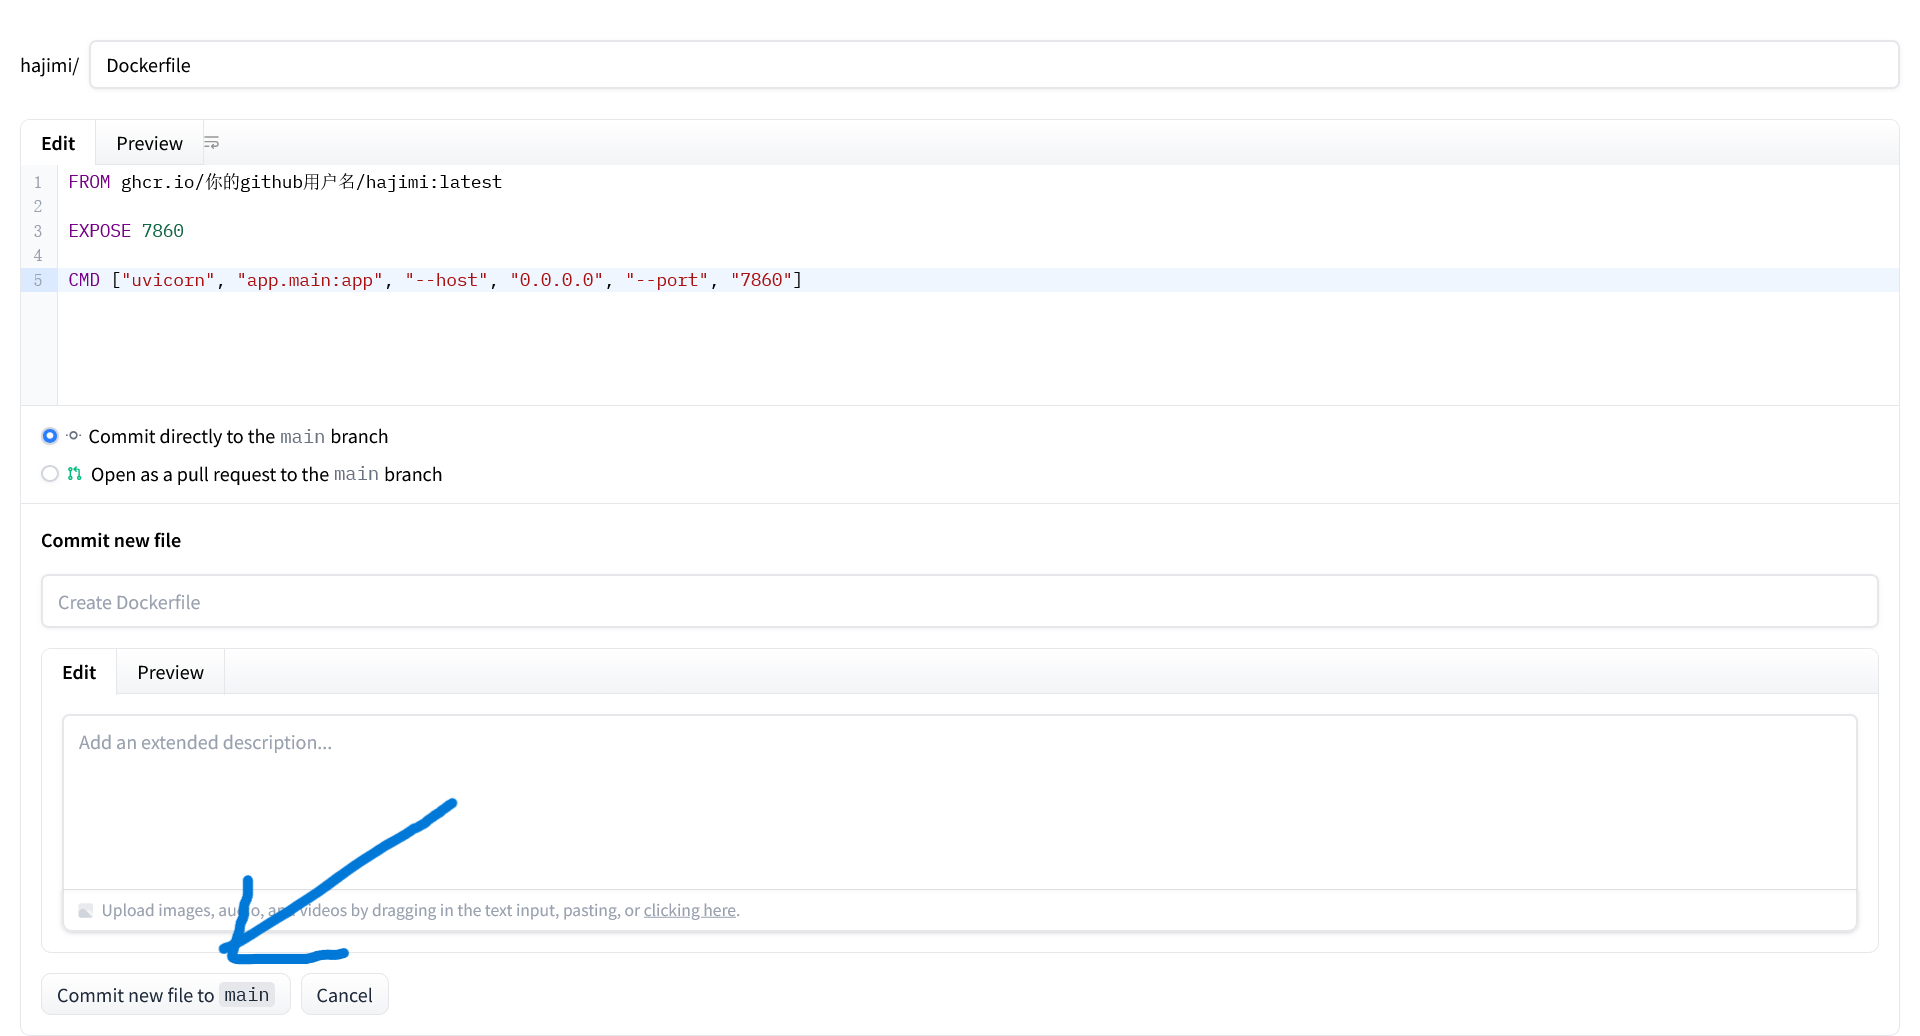 hajimi/ Dockerfile
Edit Preview
1 FROM ghcr.io/你的github用户名/hajimi:latest
2
3 EXPOSE 7860
4
5 CMD ["uvicorn", "app.main:app", "--host", "0.0.0.0", "--port", "7860"]
Commit directly to the main branch
Open as a pull request to the main branch
Commit new file
Create Dockerfile
Edit Preview
Add an extended description...
Upload images, audio, and videos by dragging in the text input, pasting, or clicking here.
Commit new file to main Cancel